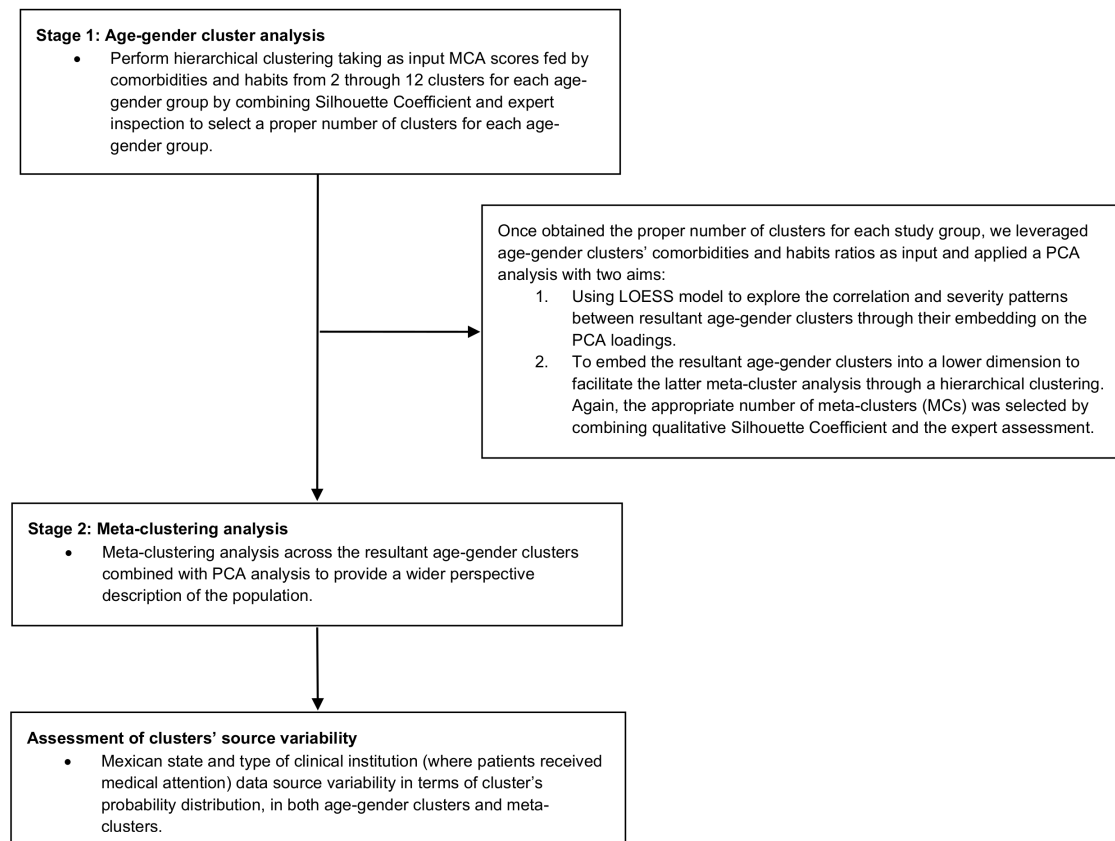 Stage 1: Age-gender cluster analysis
• Perform hierarchical clustering taking as input MCA scores fed by
comorbidities and habits from 2 through 12 clusters for each age-
gender group by combining Silhouette Coefficient and expert
inspection to select a proper number of clusters for each age-
gender group.
Once obtained the proper number of clusters for each study group, we leveraged
age-gender clusters’ comorbidities and habits ratios as input and applied a PCA
analysis with two aims:
1. Using LOESS model to explore the correlation and severity patterns
between resultant age-gender clusters through their embedding on the
PCA loadings.
2. To embed the resultant age-gender clusters into a lower dimension to
facilitate the latter meta-cluster analysis through a hierarchical clustering.
Again, the appropriate number of meta-clusters (MCs) was selected by
combining qualitative Silhouette Coefficient and the expert assessment.
Stage 2: Meta-clustering analysis
• Meta-clustering analysis across the resultant age-gender clusters
combined with PCA analysis to provide a wider perspective
description of the population.
Assessment of clusters’ source variability
• Mexican state and type of clinical institution (where patients received
medical attention) data source variability in terms of cluster’s
probability distribution, in both age-gender clusters and meta-
clusters.